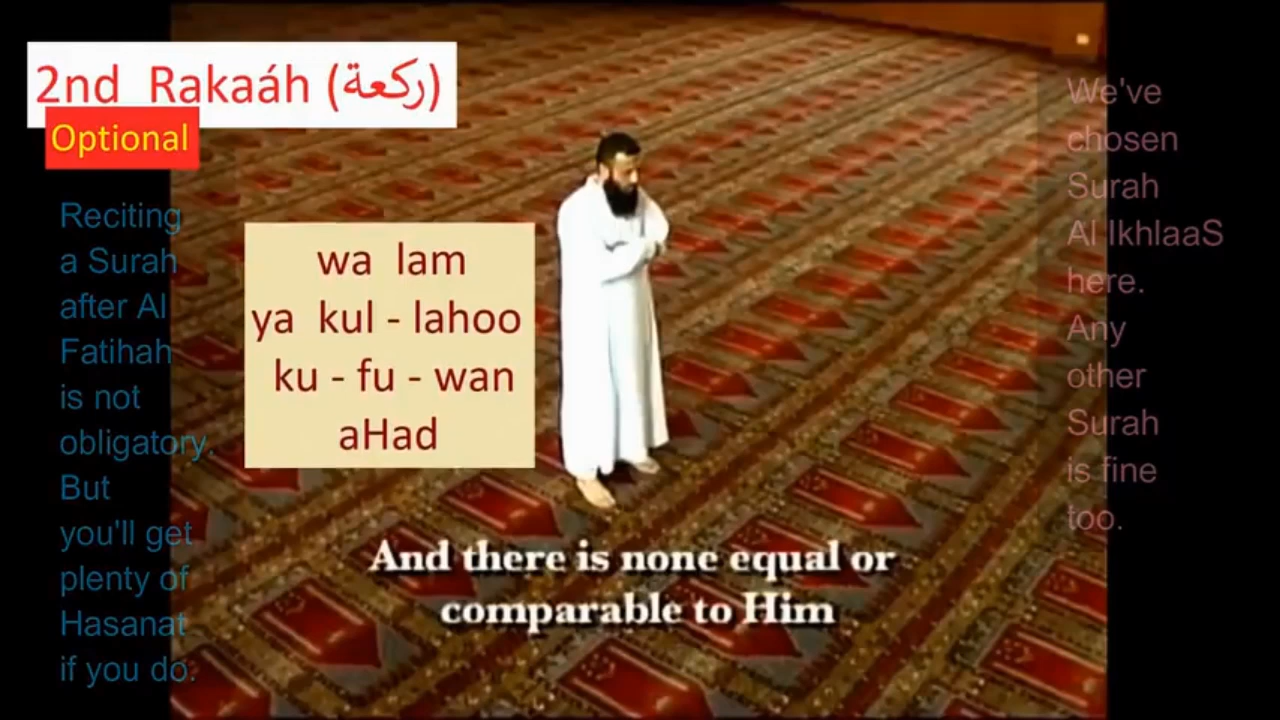 2nd Rakaáh (ركعة)
Optional
Reciting
a Surah
after Al
Fatihah
is not
obligatory.
But
you'll get
plenty of
Hasanat
if you do.
wa lam
ya kul - lahoo
ku - fu - wan
aHad
We've
chosen
Surah
Al IkhlaaS
here.
Any
other
Surah
is fine
too.
And there is none equal or
comparable to Him